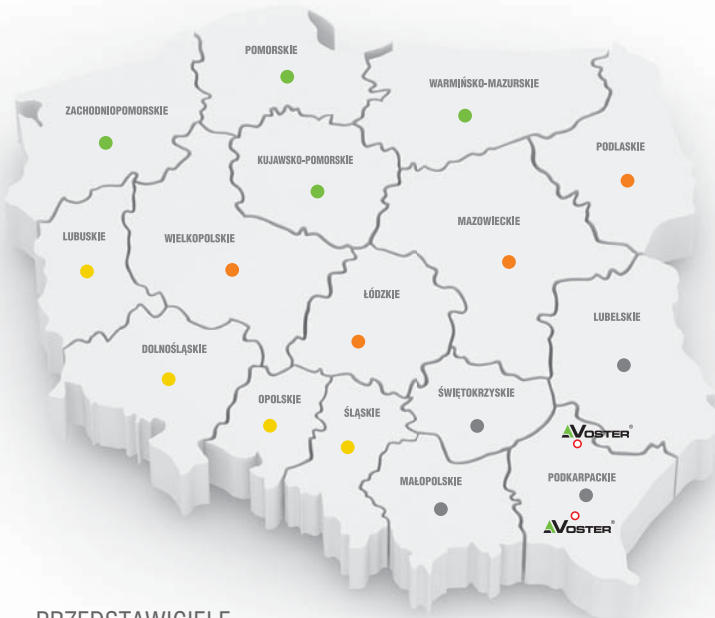 POMORSKIE
WARMIŃSKO-MAZURSKIE
ZACHODNIOPOMORSKIE
PODLASKIE
KUJAWSKO-POMORSKIE
MAZOWIECKIE
LUBUSKIE
WIELKOPOLSKIE
ŁÓDZKIE
LUBELSKIE
DOLNOŚLĄSKIE
OPOLSKIE
ŚLĄSKIE
ŚWIĘTOKRZYSKIE
VOSTER®
MAŁOPOLSKIE
PODKARPACKIE
VOSTER®
PRZEDSTAWICIELE